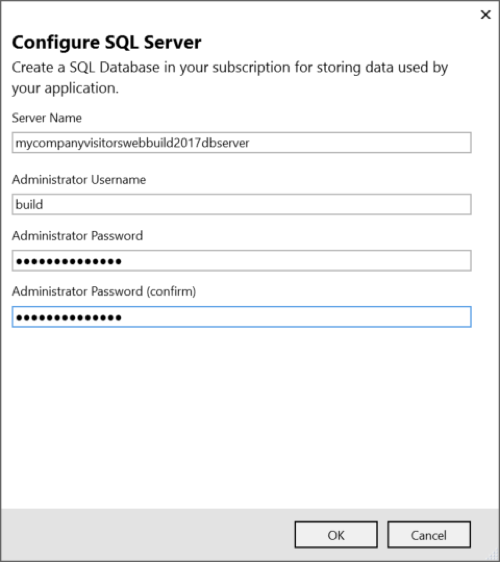 Configure SQL Server
Create a SQL Database in your subscription for storing data used by
your application.
Server Name
mycompanyvisitorswebbuild2017dbserver
Administrator Username
build
Administrator Password
●●●●●●●●●●●●●●
Administrator Password (confirm)
●●●●●●●●●●●●●●
OK
Cancel